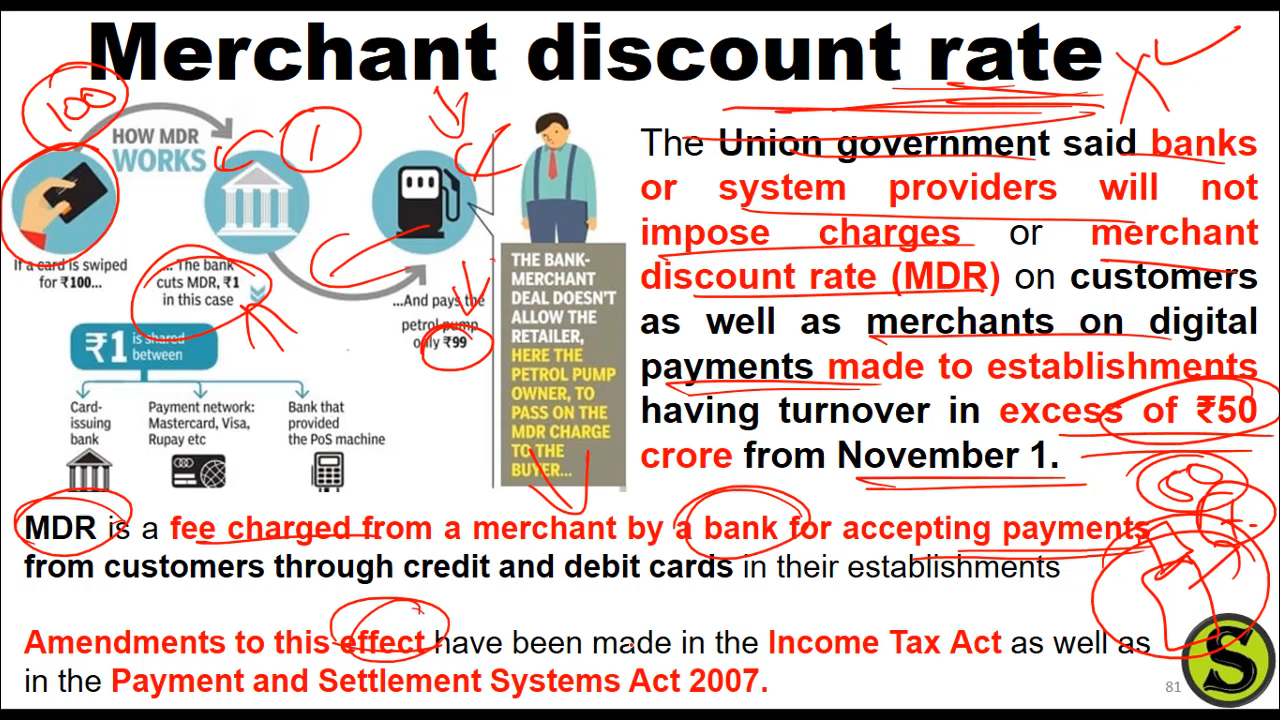 Merchant discount rate
100
HOW MDR
WORKS
1
If a card is swiped
for ₹100...
... The bank
cuts MDR, ₹1
in this case
...And pays the
petrol pump
only ₹99
₹1 is shared
between
Card-
issuing
bank
Payment network:
Mastercard, Visa,
Rupay etc
Bank that
provided
the PoS machine
THE BANK-
MERCHANT
DEAL DOESN'T
ALLOW THE
RETAILER,
HERE THE
PETROL PUMP
OWNER, TO
PASS ON THE
MDR CHARGE
TO THE
BUYER...
The Union government said banks
or system providers will not
impose charges or merchant
discount rate (MDR) on customers
as well as merchants on digital
payments made to establishments
having turnover in excess of ₹50
crore from November 1.
MDR is a fee charged from a merchant by a bank for accepting payments
from customers through credit and debit cards in their establishments
Amendments to this effect have been made in the Income Tax Act as well as
in the Payment and Settlement Systems Act 2007.
81
S